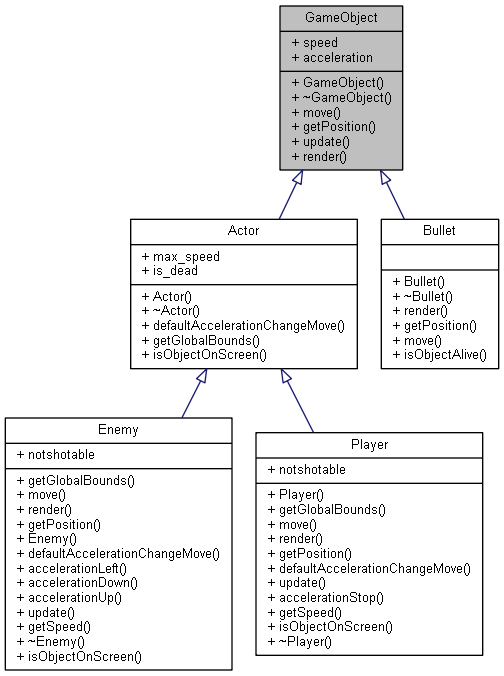 GameObject
+ speed
+ acceleration
+ GameObject()
+ ~GameObject()
+ move()
+ getPosition()
+ update()
+ render()
Actor
+ max_speed
+ is_dead
+ Actor()
+ ~Actor()
+ defaultAccelerationChangeMove()
+ getGlobalBounds()
+ isObjectOnScreen()
Bullet
+ Bullet()
+ ~Bullet()
+ render()
+ getPosition()
+ move()
+ isObjectAlive()
Enemy
+ notshotable
+ getGlobalBounds()
+ move()
+ render()
+ getPosition()
+ Enemy()
+ defaultAccelerationChangeMove()
+ accelerationLeft()
+ accelerationDown()
+ accelerationUp()
+ update()
+ getSpeed()
+ ~Enemy()
+ isObjectOnScreen()
Player
+ notshotable
+ Player()
+ getGlobalBounds()
+ move()
+ render()
+ getPosition()
+ defaultAccelerationChangeMove()
+ update()
+ accelerationStop()
+ getSpeed()
+ isObjectOnScreen()
+ ~Player()